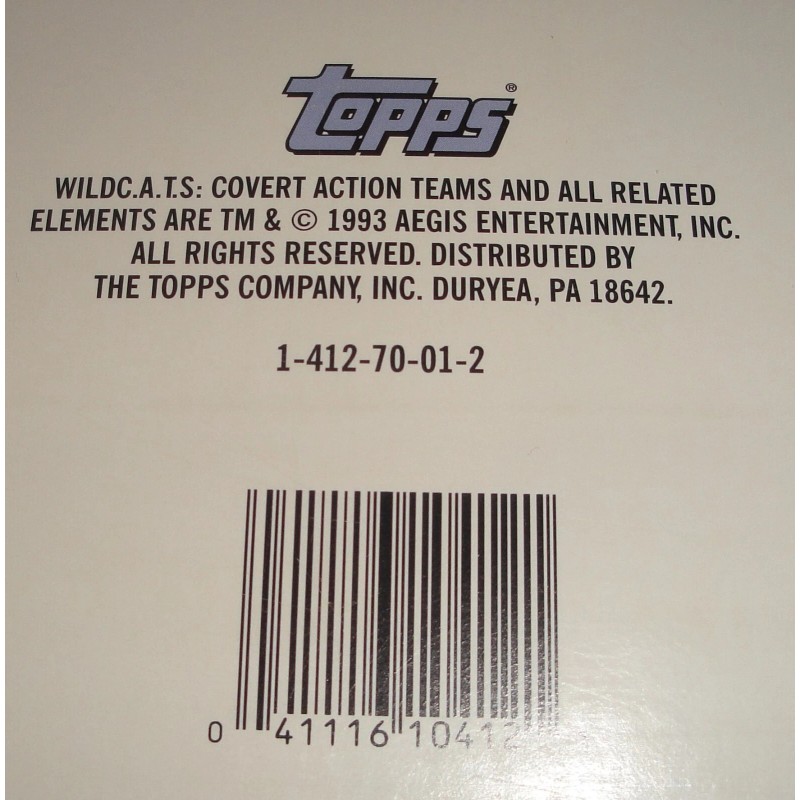 TOPPS®
WILDC.A.T.S: COVERT ACTION TEAMS AND ALL RELATED
ELEMENTS ARE TM & © 1993 AEGIS ENTERTAINMENT, INC.
ALL RIGHTS RESERVED. DISTRIBUTED BY
THE TOPPS COMPANY, INC. DURYEA, PA 18642.
1-412-70-01-2
0 41116 10412